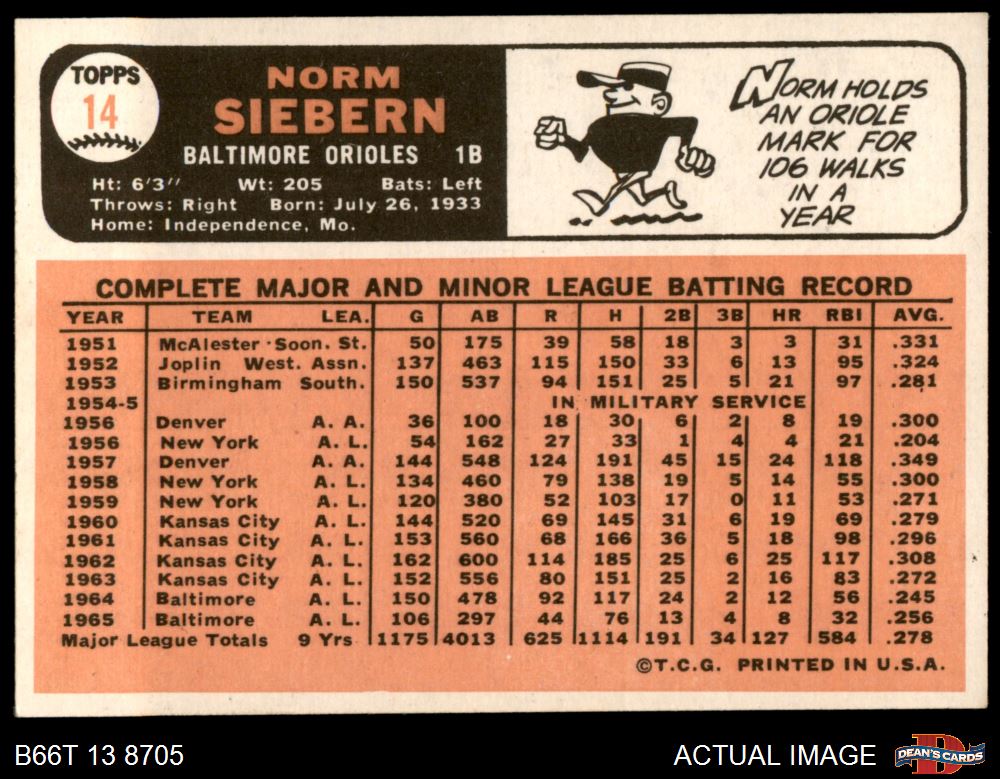 TOPPS
14
NORM
SIEBERN
BALTIMORE ORIOLES 1B
Ht: 6'3" Wt: 205 Bats: Left
Throws: Right Born: July 26, 1933
Home: Independence, Mo.
NORM HOLDS
AN ORIOLE
MARK FOR
106 WALKS
IN A
YEAR
COMPLETE MAJOR AND MINOR LEAGUE BATTING RECORD
YEAR TEAM LEA. G AB R H 2B 3B HR RBI AVG.
1951 McAlester Soon. St. 50 175 39 58 18 3 3 31 .331
1952 Joplin West. Assn. 137 463 115 150 33 6 13 95 .324
1953 Birmingham South. 150 537 94 151 25 5 21 97 .281
1954-5 IN MILITARY SERVICE
1956 Denver A. A. 36 100 18 30 6 2 8 19 .300
1956 New York A. L. 54 162 27 33 1 4 4 21 .204
1957 Denver A. A. 144 548 124 191 45 15 24 118 .349
1958 New York A. L. 134 460 79 138 19 5 14 55 .300
1959 New York A. L. 120 380 52 103 17 0 11 53 .271
1960 Kansas City A. L. 144 520 69 145 31 6 19 69 .279
1961 Kansas City A. L. 153 560 68 166 36 5 18 98 .296
1962 Kansas City A. L. 162 600 114 185 25 6 25 117 .308
1963 Kansas City A. L. 152 556 80 151 25 2 16 83 .272
1964 Baltimore A. L. 150 478 92 117 24 2 12 56 .245
1965 Baltimore A. L. 106 297 44 76 13 4 8 32 .256
Major League Totals 9 Yrs 1175 4013 625 1114 191 34 127 584 .278
©T.C.G. PRINTED IN U.S.A.
B66T 13 8705
ACTUAL IMAGE
D
DEAN'S CARDS